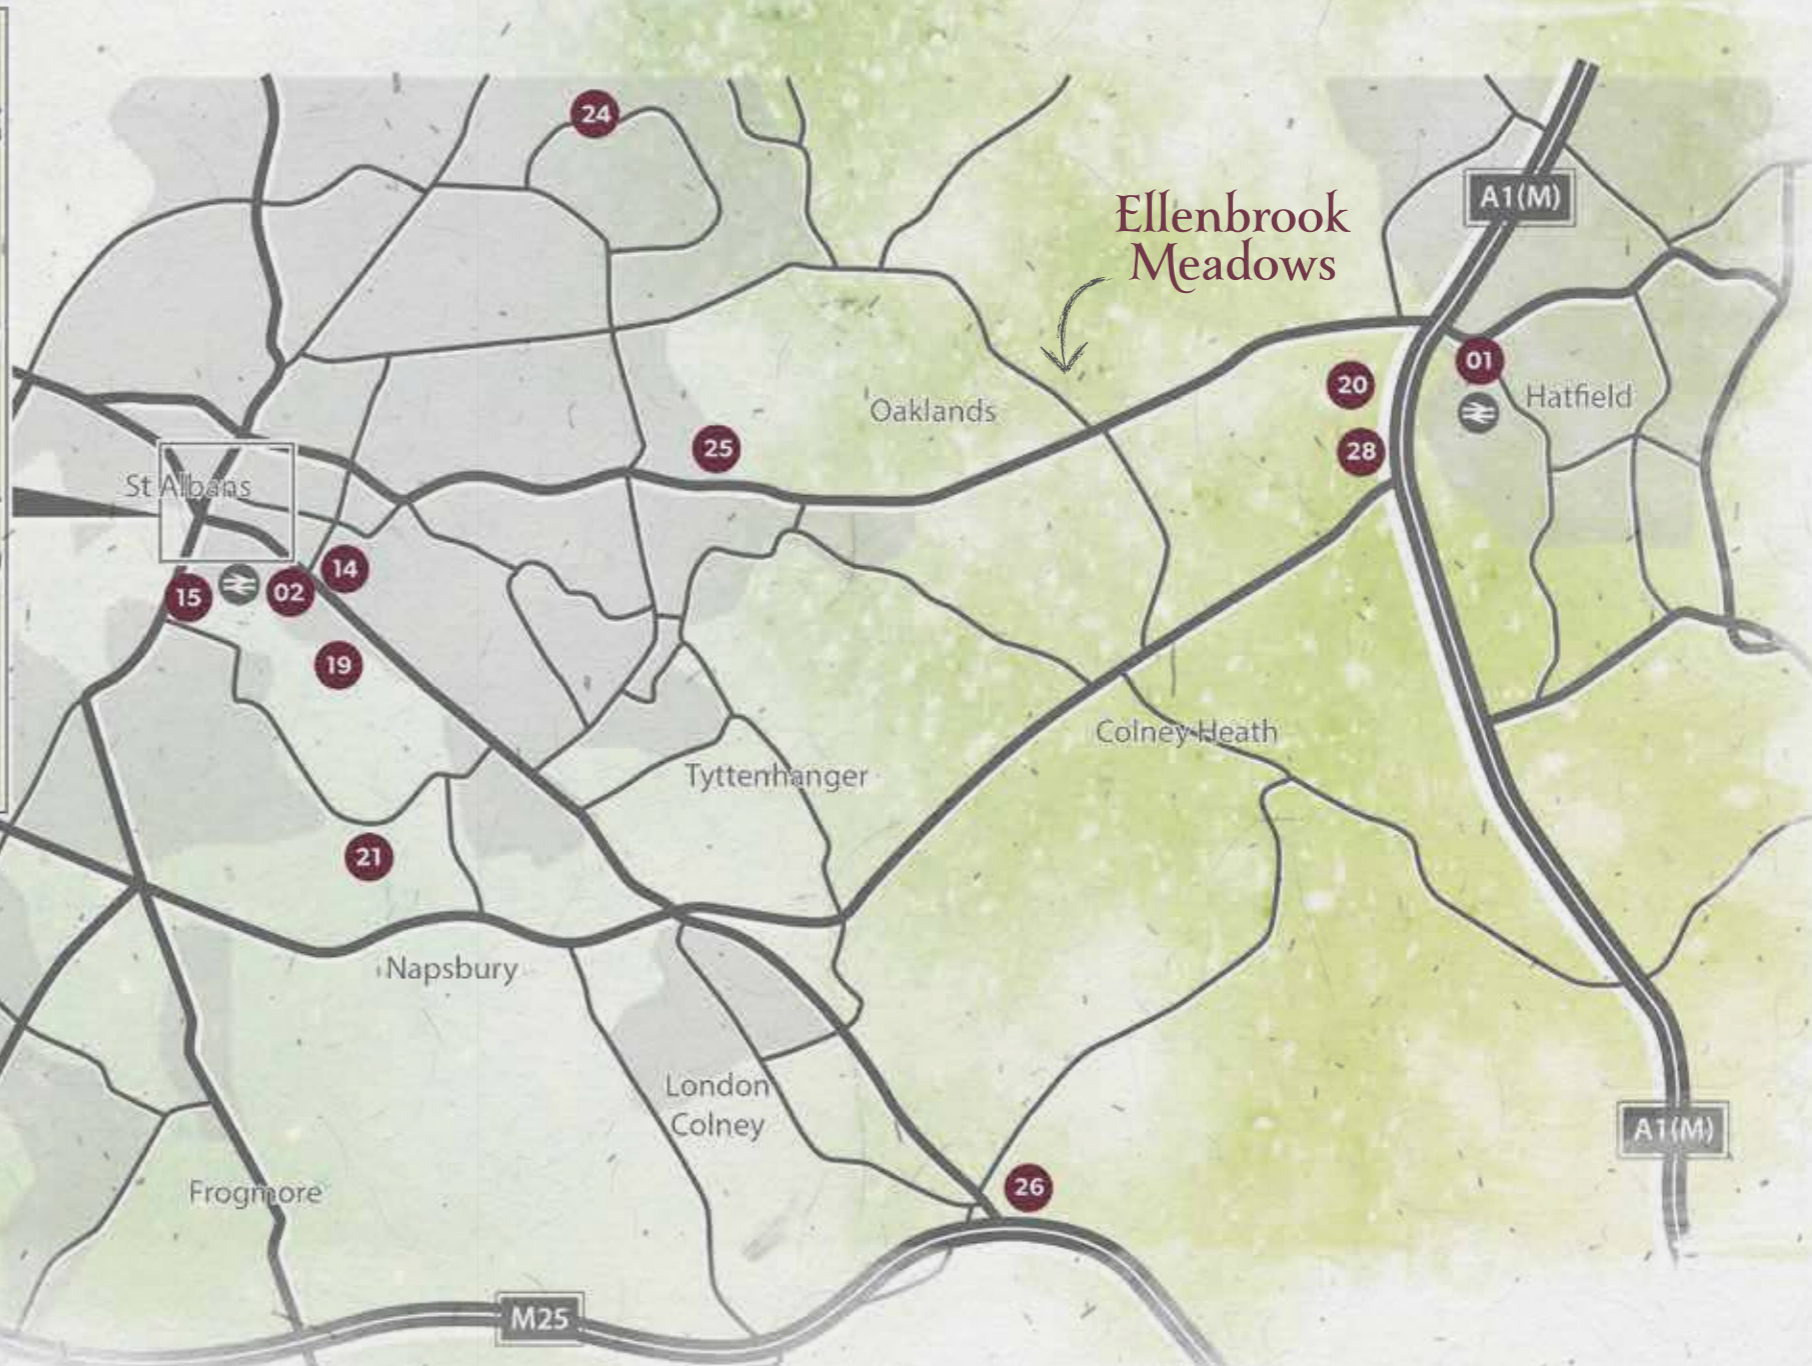 24
A1(M)
Ellenbrook
Meadows
01
20
Hatfield
Oaklands
25
28
St Albans
14
15
02
19
Colney Heath
Tyttenhanger
21
Napsbury
London
Colney
A1(M)
Frogmore
26
M25